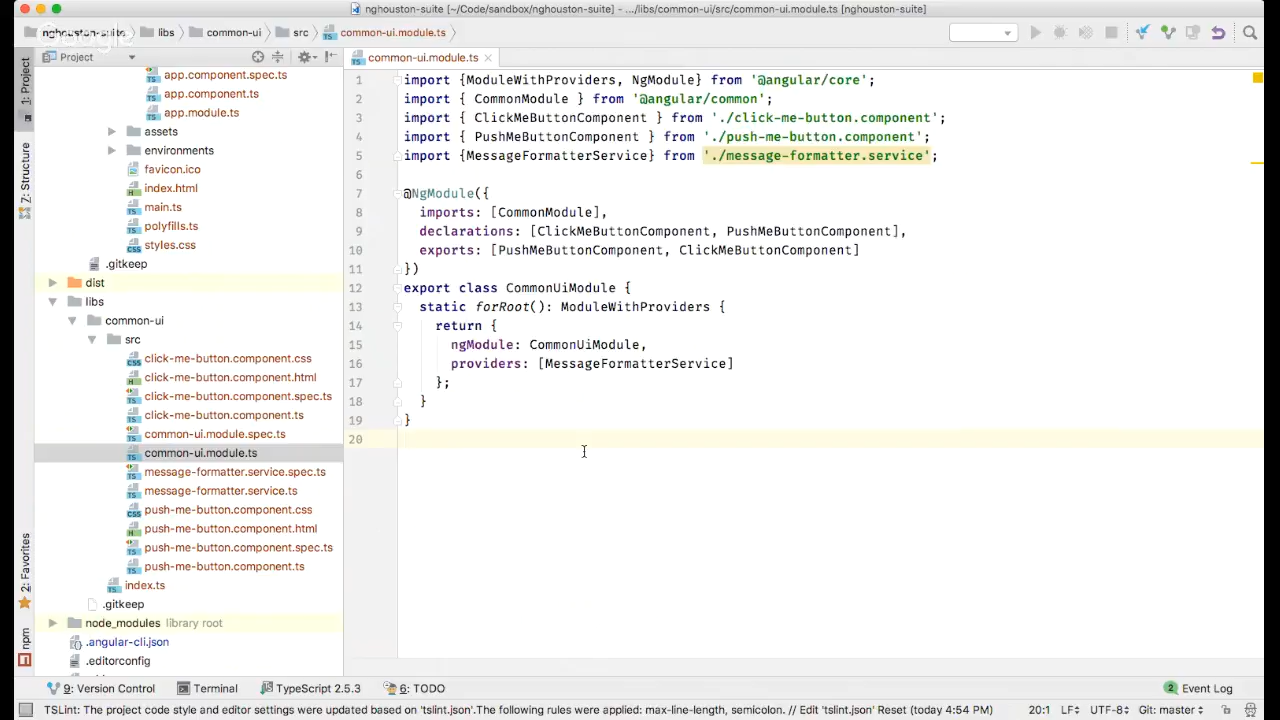 nghouston-suite [~/Code/sandbox/nghouston-suite] - .../libs/common-ui/src/common-ui.module.ts [nghouston-suite]
nghouston-suite libs common-ui src common-ui.module.ts
Google
Project
common-ui.module.ts
1: Project
Z: Structure
2: Favorites
npm
app.component.spec.ts
app.component.ts
app.module.ts
assets
environments
favicon.ico
index.html
main.ts
polyfills.ts
styles.css
.gitkeep
dist
libs
common-ui
src
click-me-button.component.css
click-me-button.component.html
click-me-button.component.spec.ts
click-me-button.component.ts
common-ui.module.spec.ts
common-ui.module.ts
message-formatter.service.spec.ts
message-formatter.service.ts
push-me-button.component.css
push-me-button.component.html
push-me-button.component.spec.ts
push-me-button.component.ts
index.ts
.gitkeep
node_modules library root
.angular-cli.json
.editorconfig
1 import {ModuleWithProviders, NgModule} from '@angular/core';
2 import { CommonModule } from '@angular/common';
3 import { ClickMeButtonComponent } from './click-me-button.component';
4 import { PushMeButtonComponent } from './push-me-button.component';
5 import {MessageFormatterService} from './message-formatter.service';
6
7 @NgModule({
8 imports: [CommonModule],
9 declarations: [ClickMeButtonComponent, PushMeButtonComponent],
10 exports: [PushMeButtonComponent, ClickMeButtonComponent]
11 })
12 export class CommonUiModule {
13 static forRoot(): ModuleWithProviders {
14 return {
15 ngModule: CommonUiModule,
16 providers: [MessageFormatterService]
17 };
18 }
19 }
20
9: Version Control Terminal TypeScript 2.5.3 6: TODO 2 Event Log
TSLint: The project code style and editor settings were updated based on 'tslint.json'.The following rules were applied: max-line-length, semicolon. // Edit 'tslint.json' Reset (today 4:54 PM) 20:1 LF÷ UTF-8÷ Git: master÷